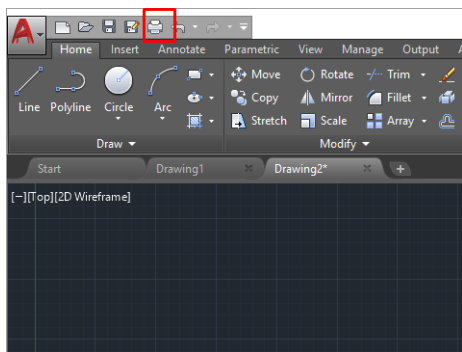 A
Home Insert Annotate Parametric View Manage Output A
Move Rotate Trim
Line Polyline Circle Arc Copy Mirror Fillet
Stretch Scale Array
Draw Modify
Start Drawing1 Drawing2* +
[−][Top][2D Wireframe]